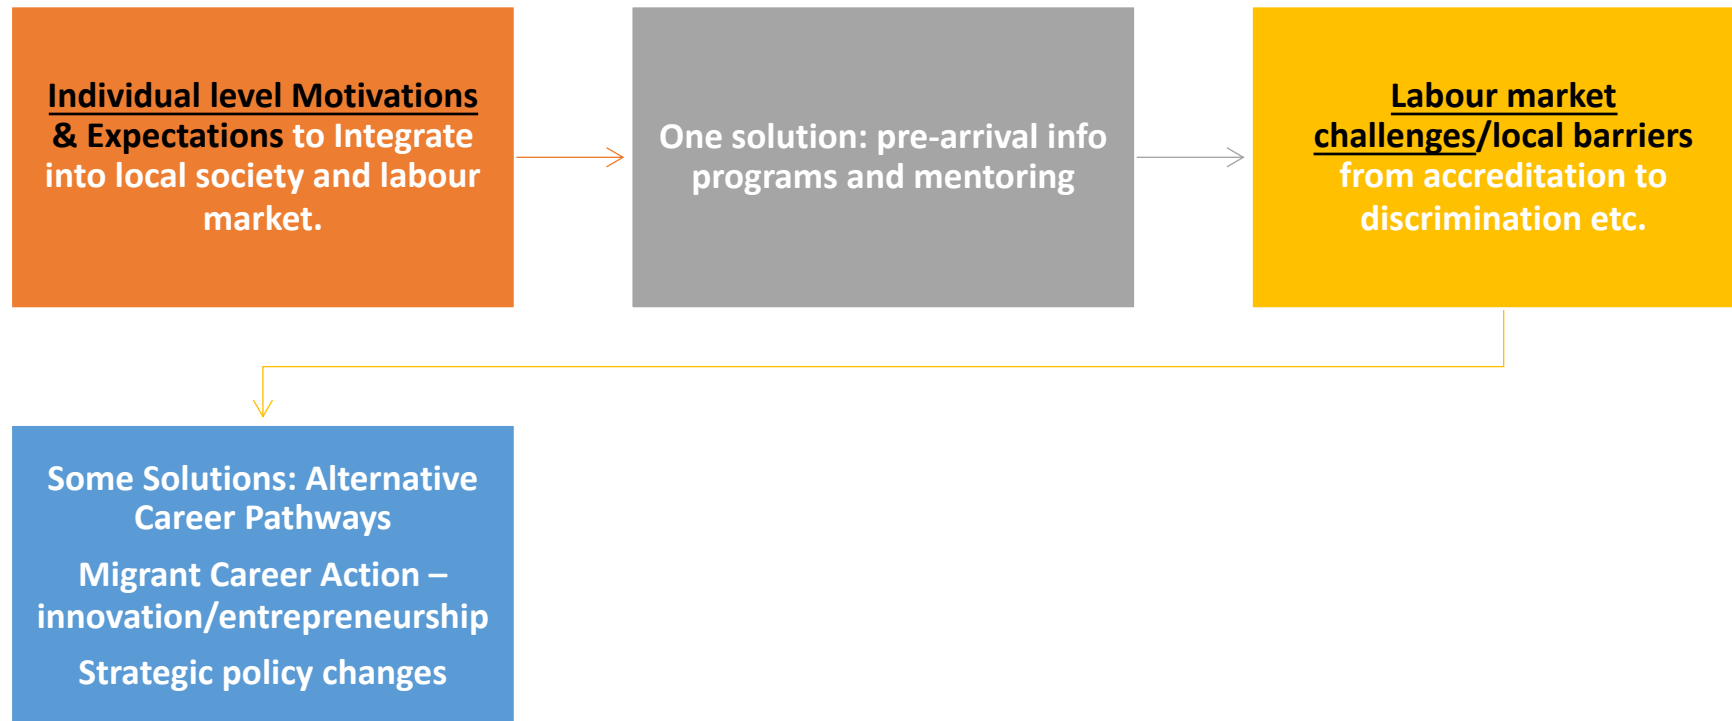 Individual level Motivations
& Expectations to Integrate
into local society and labour
market.
One solution: pre-arrival info
programs and mentoring
Labour market
challenges/local barriers
from accreditation to
discrimination etc.
Some Solutions: Alternative
Career Pathways
Migrant Career Action –
innovation/entrepreneurship
Strategic policy changes